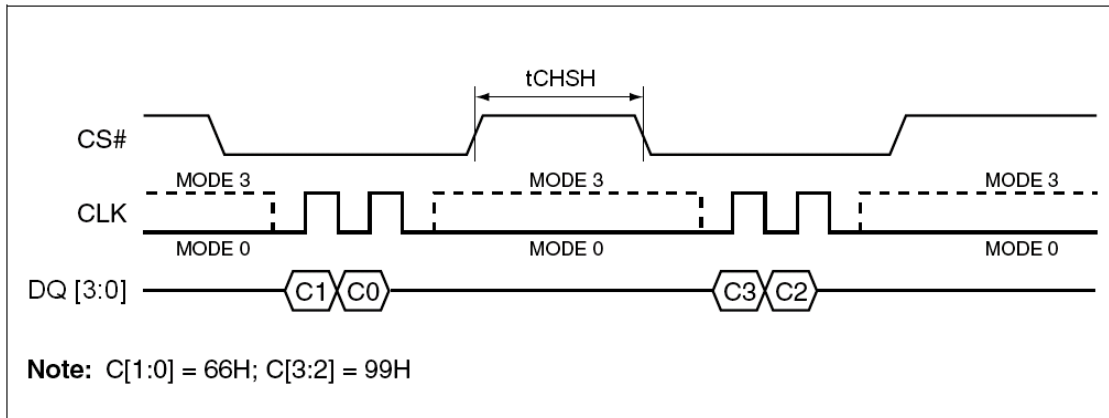 tCHSH
CS#
MODE 3 MODE 3 MODE 3
CLK
MODE 0 MODE 0 MODE 0
DQ [3:0] C1 C0 C3 C2
Note: C[1:0] = 66H; C[3:2] = 99H